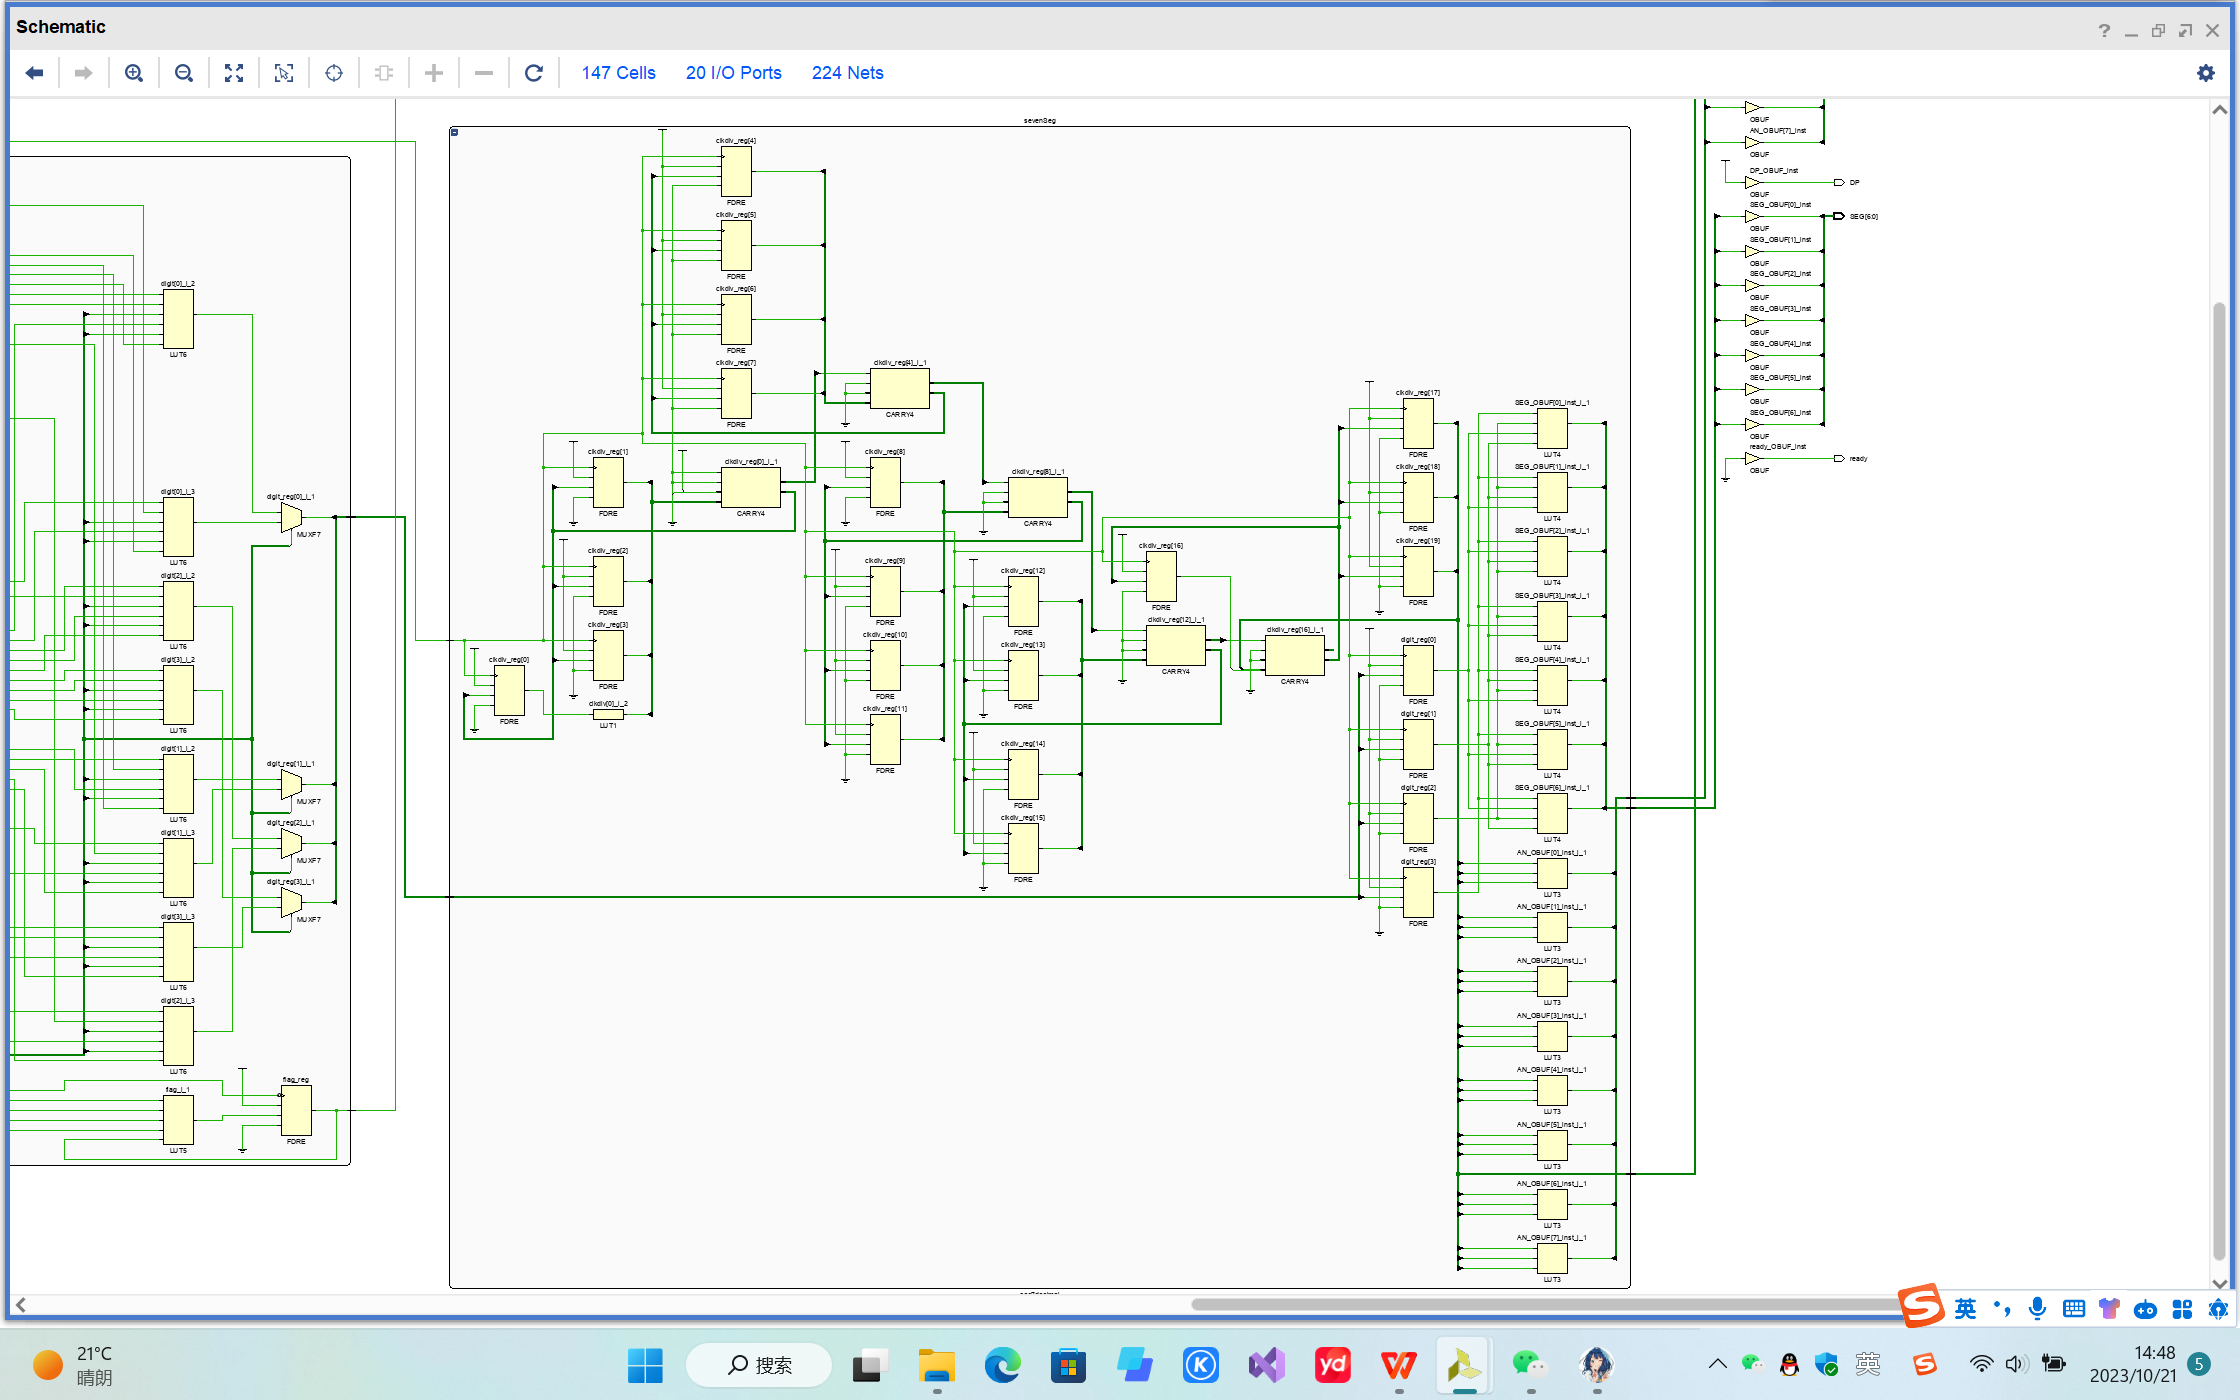 Schematic
147 Cells
20 I/O Ports
224 Nets
sevenSeg
digit[0]_i_2
LUT6
digit[0]_i_3
LUT6
digit_reg[0]_i_1
MUXF7
digit[2]_i_2
LUT6
digit[3]_i_2
LUT6
digit[1]_i_2
LUT6
digit_reg[1]_i_1
MUXF7
digit_reg[2]_i_1
MUXF7
digit[1]_i_3
LUT6
digit_reg[3]_i_1
MUXF7
digit[3]_i_3
LUT6
digit[2]_i_3
LUT6
flag_i_1
LUT5
flag_reg
FDRE
clkdiv_reg[4]
FDRE
clkdiv_reg[5]
FDRE
clkdiv_reg[6]
FDRE
clkdiv_reg[7]
FDRE
clkdiv_reg[4]_i_1
CARRY4
clkdiv_reg[1]
FDRE
clkdiv_reg[2]
FDRE
clkdiv_reg[3]
FDRE
clkdiv_reg[0]
FDRE
clkdiv[0]_i_2
LUT1
clkdiv_reg[0]_i_1
CARRY4
clkdiv_reg[8]
FDRE
clkdiv_reg[9]
FDRE
clkdiv_reg[10]
FDRE
clkdiv_reg[11]
FDRE
clkdiv_reg[8]_i_1
CARRY4
clkdiv_reg[12]
FDRE
clkdiv_reg[13]
FDRE
clkdiv_reg[14]
FDRE
clkdiv_reg[15]
FDRE
clkdiv_reg[16]
FDRE
clkdiv_reg[12]_i_1
CARRY4
clkdiv_reg[16]_i_1
CARRY4
clkdiv_reg[17]
FDRE
clkdiv_reg[18]
FDRE
clkdiv_reg[19]
FDRE
digit_reg[0]
FDRE
digit_reg[1]
FDRE
digit_reg[2]
FDRE
digit_reg[3]
FDRE
SEG_OBUF[0]_inst_i_1
LUT4
SEG_OBUF[1]_inst_i_1
LUT4
SEG_OBUF[2]_inst_i_1
LUT4
SEG_OBUF[3]_inst_i_1
LUT4
SEG_OBUF[4]_inst_i_1
LUT4
SEG_OBUF[5]_inst_i_1
LUT4
SEG_OBUF[6]_inst_i_1
LUT4
AN_OBUF[0]_inst_i_1
LUT3
AN_OBUF[1]_inst_i_1
LUT3
AN_OBUF[2]_inst_i_1
LUT3
AN_OBUF[3]_inst_i_1
LUT3
AN_OBUF[4]_inst_i_1
LUT3
AN_OBUF[5]_inst_i_1
LUT3
AN_OBUF[6]_inst_i_1
LUT3
AN_OBUF[7]_inst_i_1
LUT3
OBUF
AN_OBUF[7]_inst
OBUF
DP_OBUF_inst
DP
OBUF
SEG_OBUF[0]_inst
SEG[6:0]
OBUF
SEG_OBUF[1]_inst
OBUF
SEG_OBUF[2]_inst
OBUF
SEG_OBUF[3]_inst
OBUF
SEG_OBUF[4]_inst
OBUF
SEG_OBUF[5]_inst
OBUF
SEG_OBUF[6]_inst
OBUF
ready_OBUF_inst
ready
OBUF
英
21°C
晴朗
搜索
yd
英
14:48
2023/10/21
5